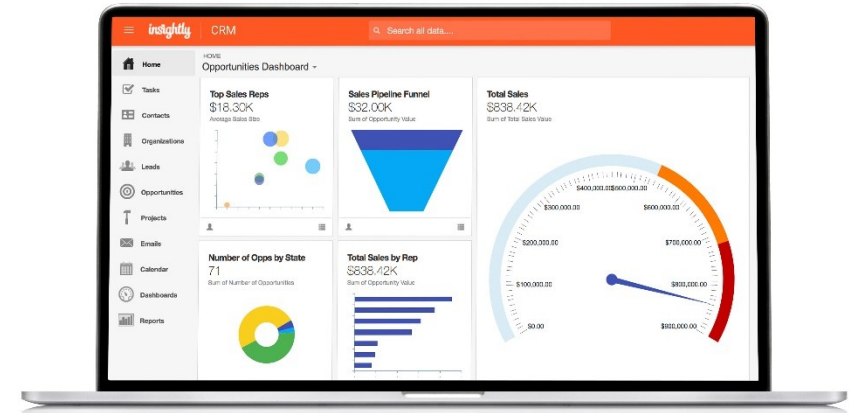 insightly
CRM
Search all data....
HOME
Opportunities Dashboard
Home
Tasks
Contacts
Organizations
Leads
Opportunities
Projects
Emails
Calendar
Dashboards
Reports
Top Sales Reps
$18.30K
Average Sales Size
Sales Pipeline Funnel
$32.00K
Sum of Opportunity Value
Total Sales
$838.42K
Sum of Total Sales Value
Number of Opps by State
71
Sum of Number of Opportunities
Total Sales by Rep
$838.42K
Sum of Opportunity Value
$0.00
$100,000.00
$200,000.00
$300,000.00
$400,000.00
$500,000.00
$600,000.00
$700,000.00
$800,000.00
$900,000.00